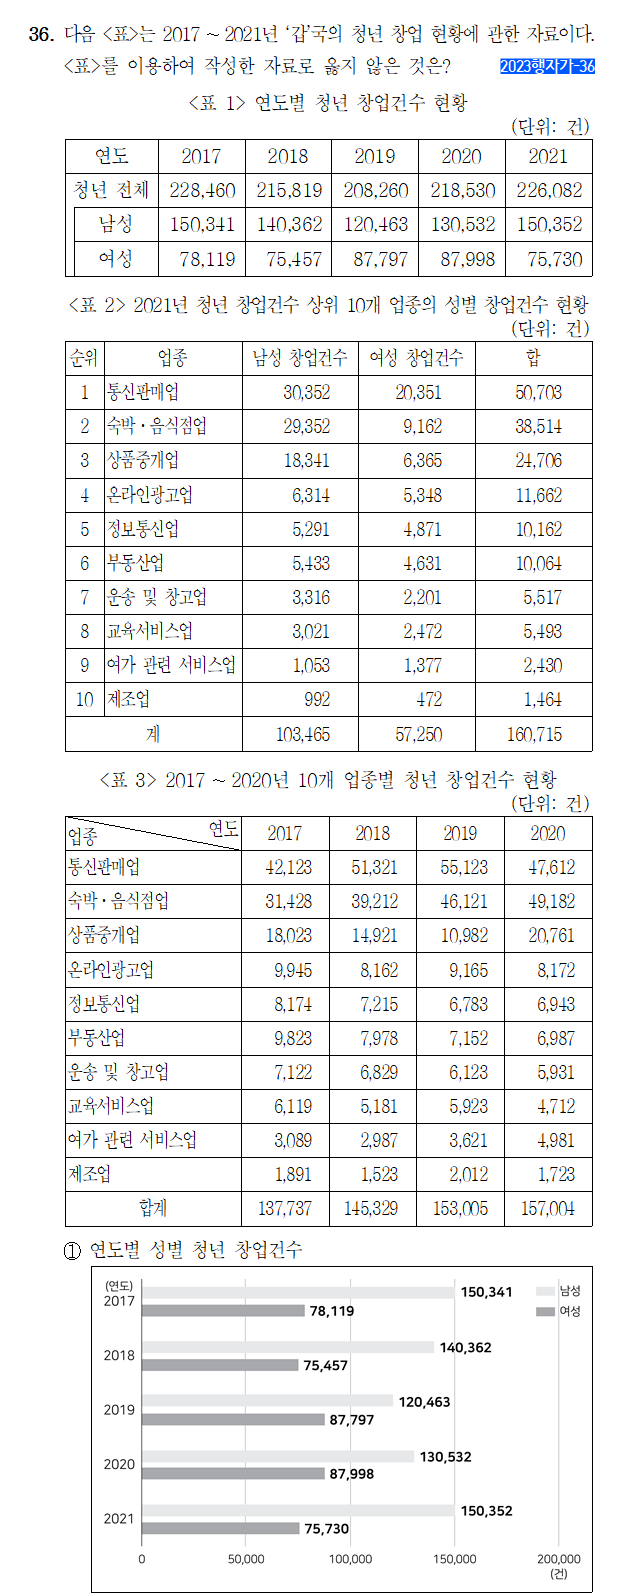 36. 다음 <표>는 2017 ~ 2021년 ‘갑’국의 청년 창업 현황에 관한 자료이다.
<표>를 이용하여 작성한 자료로 옳지 않은 것은? 2023행자가-36
<표 1> 연도별 청년 창업건수 현황
(단위: 건)
연도 2017 2018 2019 2020 2021
청년 전체 228,460 215,819 208,260 218,530 226,082
남성 150,341 140,362 120,463 130,532 150,352
여성 78,119 75,457 87,797 87,998 75,730
<표 2> 2021년 청년 창업건수 상위 10개 업종의 성별 창업건수 현황
(단위: 건)
순위 업종 남성 창업건수 여성 창업건수 합
1 통신판매업 30,352 20,351 50,703
2 숙박·음식점업 29,352 9,162 38,514
3 상품중개업 18,341 6,365 24,706
4 온라인광고업 6,314 5,348 11,662
5 정보통신업 5,291 4,871 10,162
6 부동산업 5,433 4,631 10,064
7 운송 및 창고업 3,316 2,201 5,517
8 교육서비스업 3,021 2,472 5,493
9 여가 관련 서비스업 1,053 1,377 2,430
10 제조업 992 472 1,464
계 103,465 57,250 160,715
<표 3> 2017 ~ 2020년 10개 업종별 청년 창업건수 현황
(단위: 건)
업종 연도 2017 2018 2019 2020
통신판매업 42,123 51,321 55,123 47,612
숙박·음식점업 31,428 39,212 46,121 49,182
상품중개업 18,023 14,921 10,982 20,761
온라인광고업 9,945 8,162 9,165 8,172
정보통신업 8,174 7,215 6,783 6,943
부동산업 9,823 7,978 7,152 6,987
운송 및 창고업 7,122 6,829 6,123 5,931
교육서비스업 6,119 5,181 5,923 4,712
여가 관련 서비스업 3,089 2,987 3,621 4,981
제조업 1,891 1,523 2,012 1,723
합계 137,737 145,329 153,005 157,004
① 연도별 성별 청년 창업건수
(연도)
2017 150,341 남성
78,119 여성
2018 140,362
75,457
2019 120,463
87,797
2020 130,532
87,998
2021 150,352
75,730
0 50,000 100,000 150,000 200,000
(건)